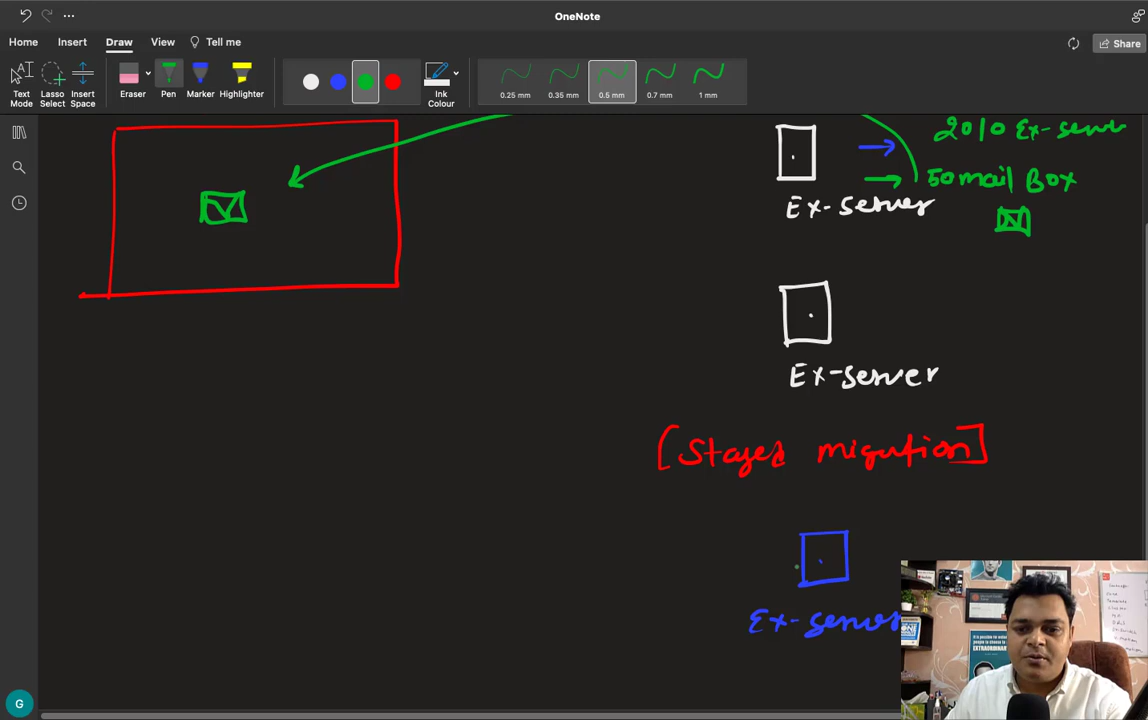 OneNote
Home Insert Draw View Tell me
Share
Text Mode
Lasso Select
Insert Space
Eraser
Pen
Marker
Highlighter
Ink Colour
0.25 mm 0.35 mm 0.5 mm 0.7 mm 1 mm
2010 Ex-server
50 mail Box
Ex-server
Ex-server
[Staged migration]
Ex-server
EXTRAORDINARY
G